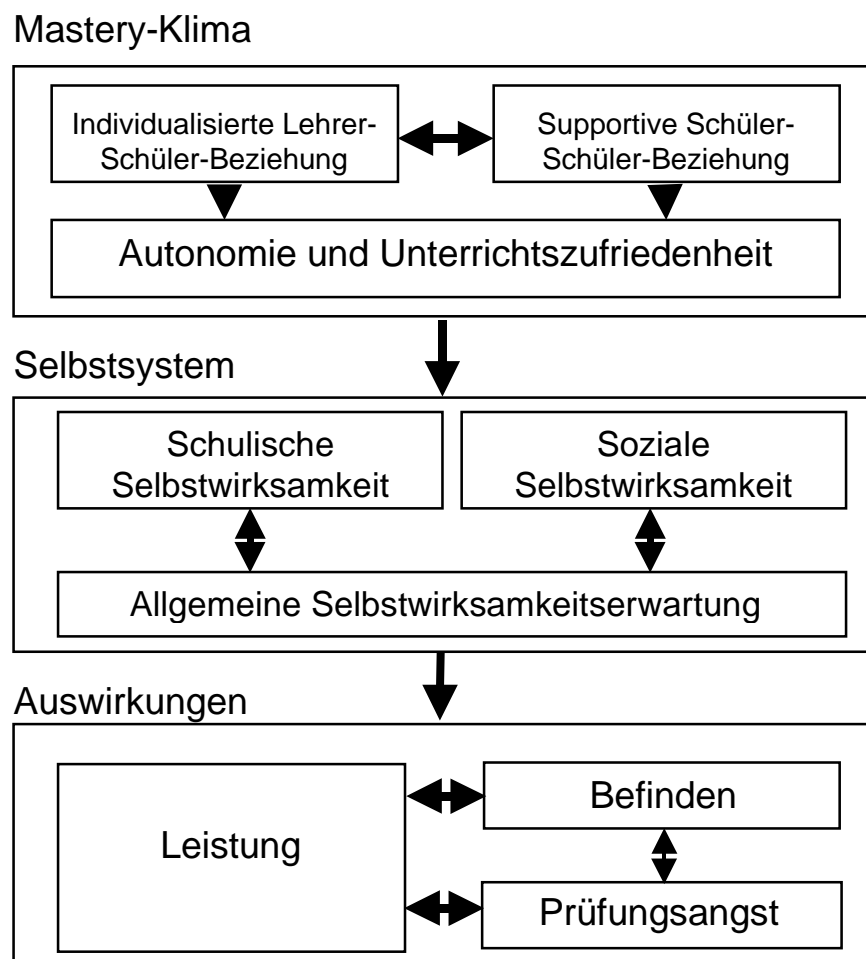 Mastery-Klima
Individualisierte Lehrer-
Schüler-Beziehung
Supportive Schüler-
Schüler-Beziehung
Autonomie und Unterrichtszufriedenheit
Selbstsystem
Schulische
Selbstwirksamkeit
Soziale
Selbstwirksamkeit
Allgemeine Selbstwirksamkeitserwartung
Auswirkungen
Leistung
Befinden
Prüfungsangst